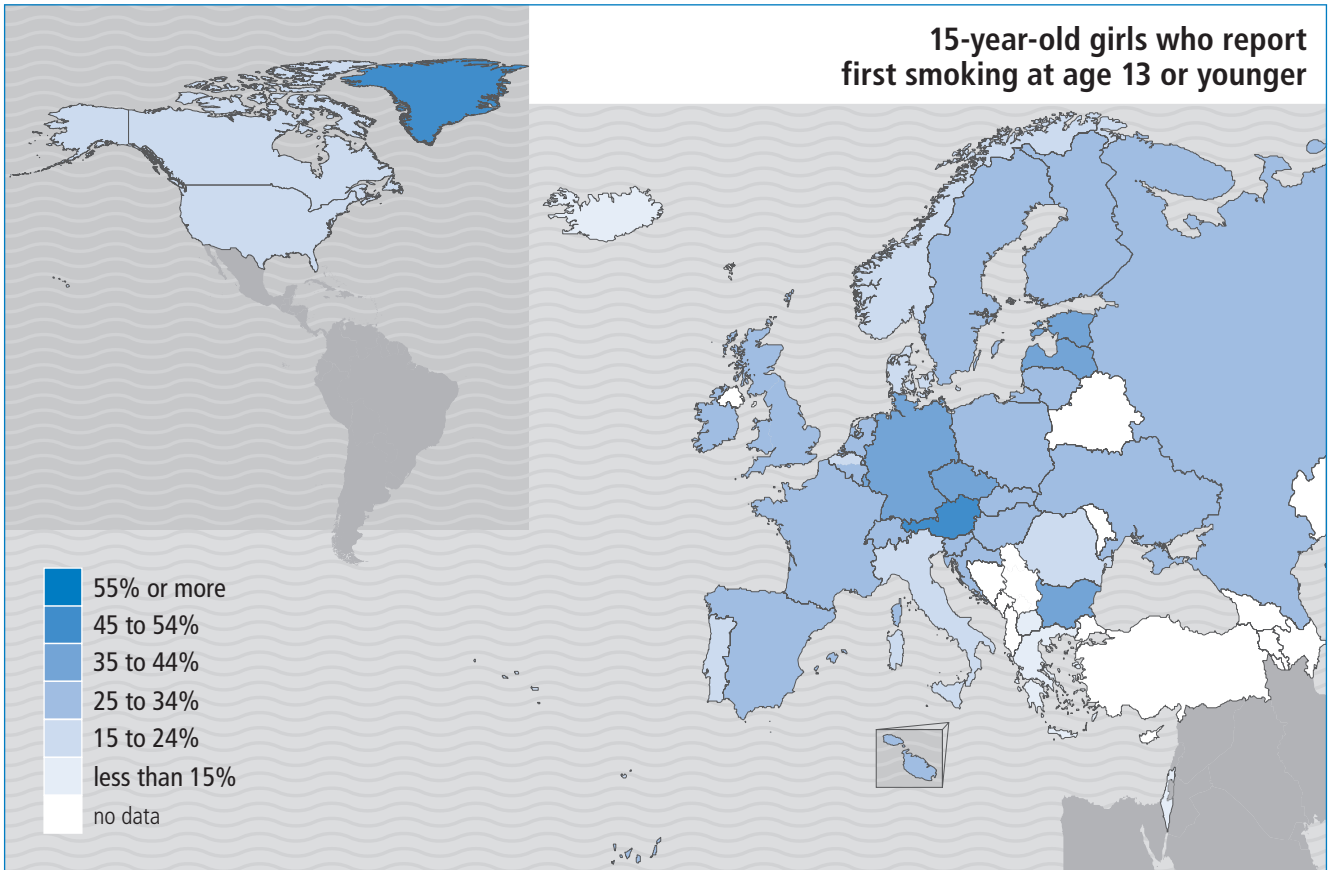 15-year-old girls who report
first smoking at age 13 or younger
55% or more
45 to 54%
35 to 44%
25 to 34%
15 to 24%
less than 15%
no data